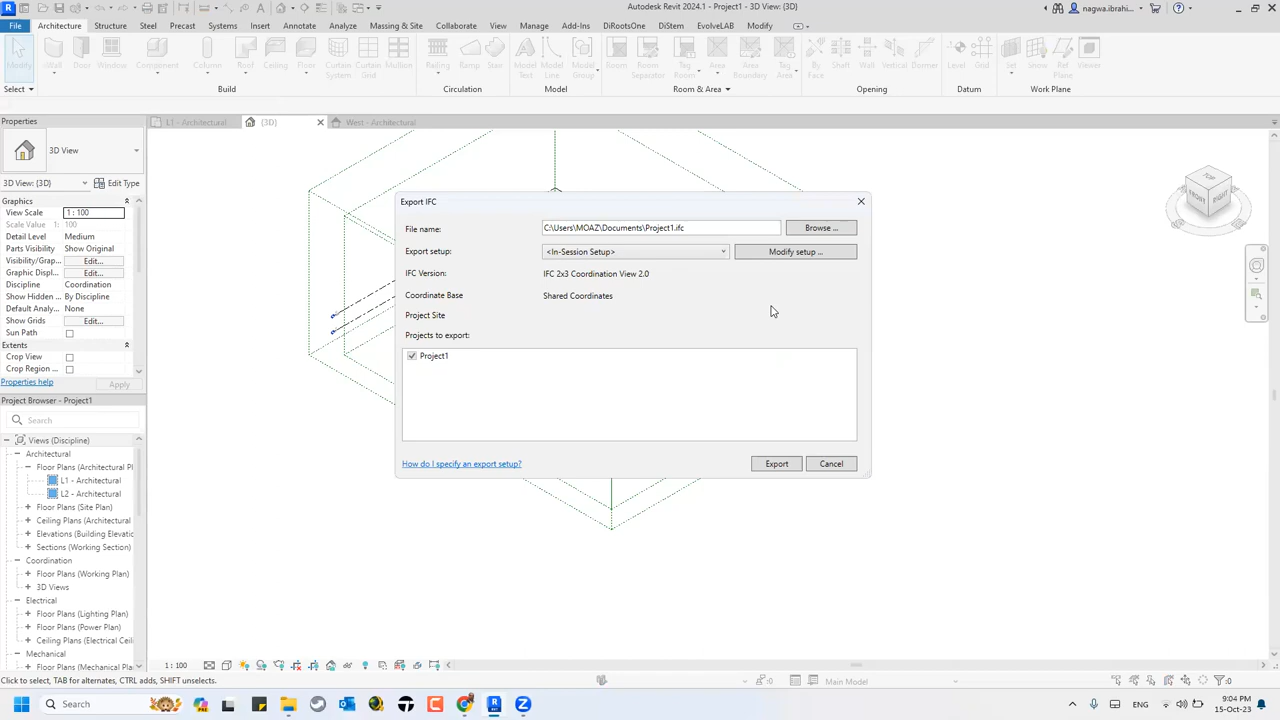 Autodesk Revit 2024.1 - Project1 - 3D View: {3D}
nagwa.ibrahi...
File Architecture Structure Steel Precast Systems Insert Annotate Analyze Massing & Site Collaborate View Manage Add-Ins DiRootsOne DiStem EvolveLAB Modify
Modify Wall Door Window Component Column Roof Ceiling Floor Curtain System Curtain Grid Mullion Railing Ramp Stair Model Text Model Line Model Group Room Room Separator Tag Room Area Area Boundary Tag Area By Face Shaft Wall Vertical Dormer Level Grid Set Show Ref Plane Viewer
Select Build Circulation Model Room & Area Opening Datum Work Plane
Properties
L1 - Architectural {3D} West - Architectural
3D View
3D View: {3D} Edit Type
Graphics
View Scale 1 : 100
Scale Value 1: 100
Detail Level Medium
Parts Visibility Show Original
Visibility/Grap... Edit...
Graphic Displ... Edit...
Show Hidden ... By Discipline
Default Analy... None
Show Grids Edit...
Sun Path
Extents
Crop View
Crop Region ...
Properties help Apply
Project Browser - Project1
Search
Views (Discipline)
Architectural
Floor Plans (Architectural Pl
L1 - Architectural
L2 - Architectural
Floor Plans (Site Plan)
Ceiling Plans (Architectural
Elevations (Building Elevatio
Sections (Working Section)
Coordination
Floor Plans (Working Plan)
3D Views
Electrical
Floor Plans (Lighting Plan)
Floor Plans (Power Plan)
Ceiling Plans (Electrical Ceili
Mechanical
Floor Plans (Mechanical Plan
Export IFC
File name: C:\Users\MOAZ\Documents\Project1.ifc Browse ...
Export setup: <In-Session Setup> Modify setup ...
IFC Version: IFC 2x3 Coordination View 2.0
Coordinate Base Shared Coordinates
Project Site
Projects to export:
Project1
How do I specify an export setup? Export Cancel
TOP
FRONT RIGHT
1 : 100
Click to select, TAB for alternates, CTRL adds, SHIFT unselects.
:0 Main Model :0
Search
ENG
15-Oct-23